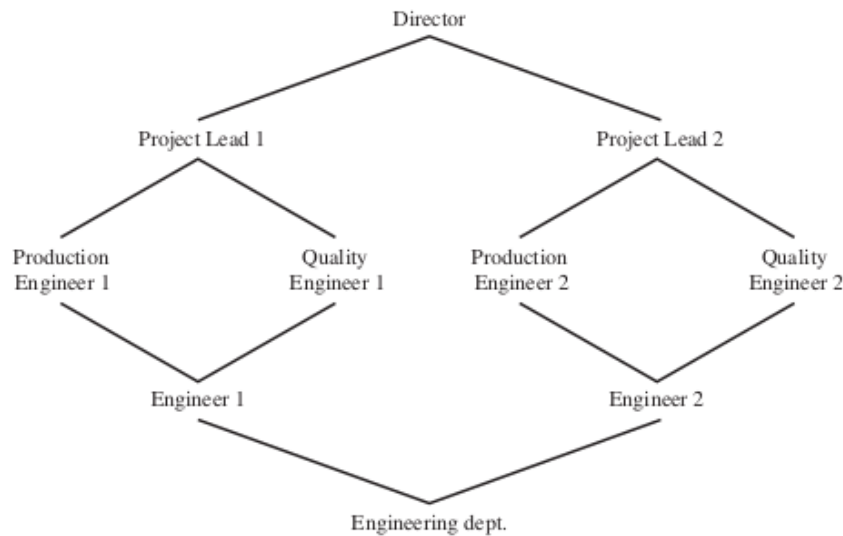 Director
Project Lead 1
Project Lead 2
Production
Engineer 1
Quality
Engineer 1
Production
Engineer 2
Quality
Engineer 2
Engineer 1
Engineer 2
Engineering dept.